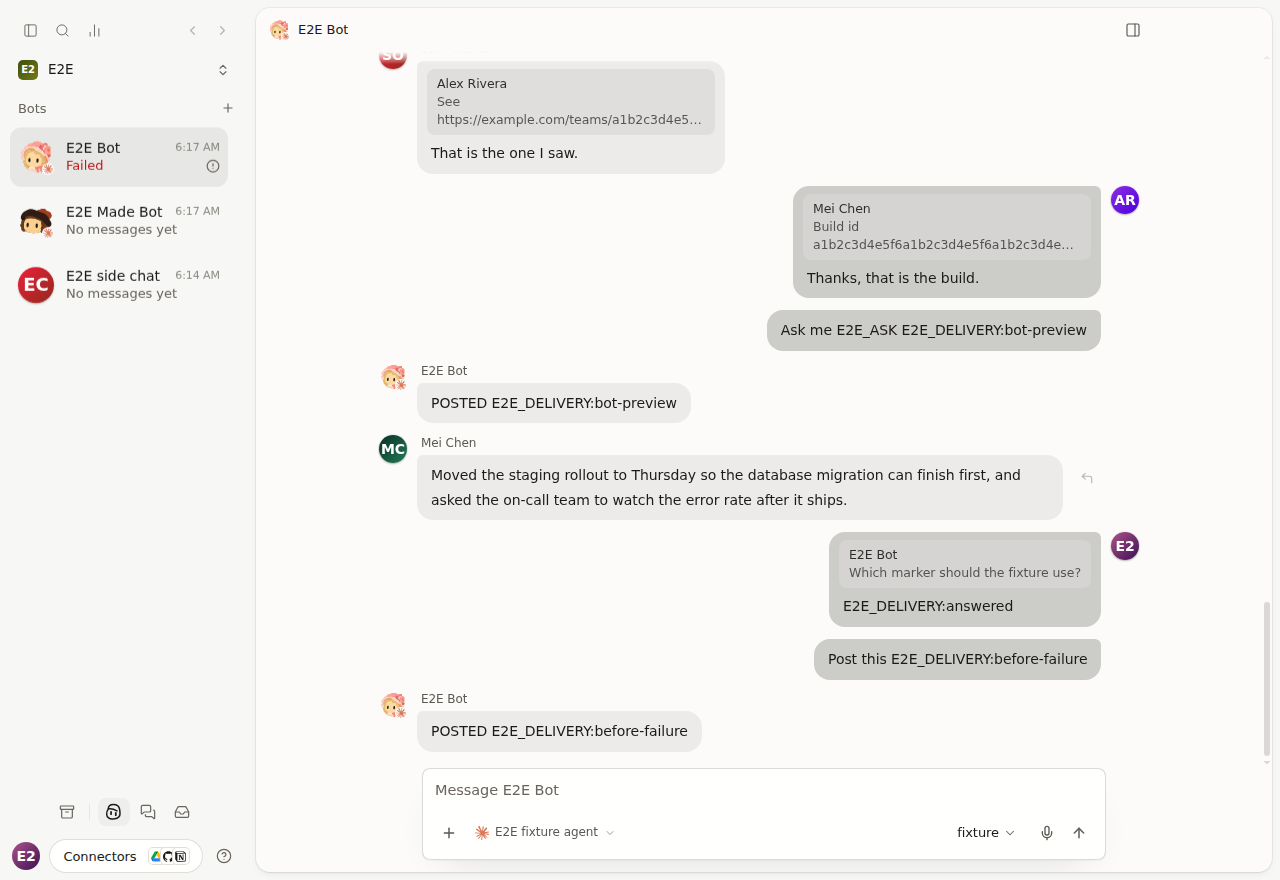 E2E Bot
E2
E2E
Bots
E2E Bot
6:17 AM
Failed
E2E Made Bot
6:17 AM
No messages yet
EC
E2E side chat
6:14 AM
No messages yet
E2
Connectors
SO
Alex Rivera
See
https://example.com/teams/a1b2c3d4e5…
That is the one I saw.
AR
Mei Chen
Build id
a1b2c3d4e5f6a1b2c3d4e5f6a1b2c3d4e…
Thanks, that is the build.
Ask me E2E_ASK E2E_DELIVERY:bot-preview
E2E Bot
POSTED E2E_DELIVERY:bot-preview
MC
Mei Chen
Moved the staging rollout to Thursday so the database migration can finish first, and
asked the on-call team to watch the error rate after it ships.
E2
E2E Bot
Which marker should the fixture use?
E2E_DELIVERY:answered
Post this E2E_DELIVERY:before-failure
E2E Bot
POSTED E2E_DELIVERY:before-failure
Message E2E Bot
E2E fixture agent
fixture